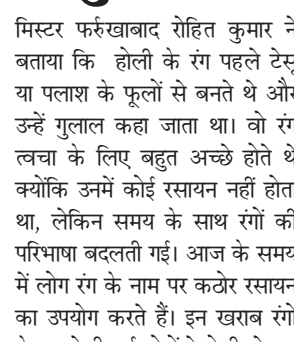 मिस्टर फर्रुखाबाद रोहित कुमार ने
बताया कि होली के रंग पहले टेसू
या पलाश के फूलों से बनते थे और
उन्हें गुलाल कहा जाता था। वो रंग
त्वचा के लिए बहुत अच्छे होते थे
क्योंकि उनमें कोई रसायन नहीं होता
था, लेकिन समय के साथ रंगों की
परिभाषा बदलती गई। आज के समय
में लोग रंग के नाम पर कठोर रसायन
का उपयोग करते हैं। इन खराब रंगों